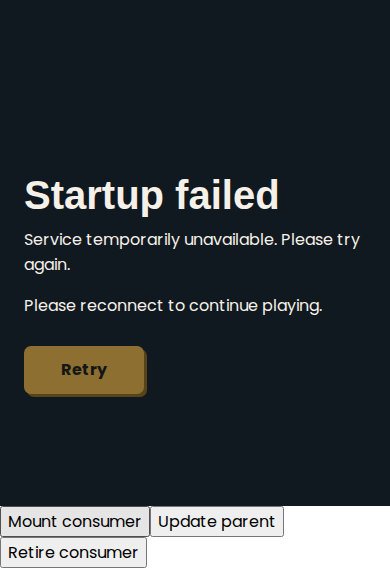 Startup failed
Service temporarily unavailable. Please try
again.
Please reconnect to continue playing.
Retry
Mount consumer Update parent
Retire consumer